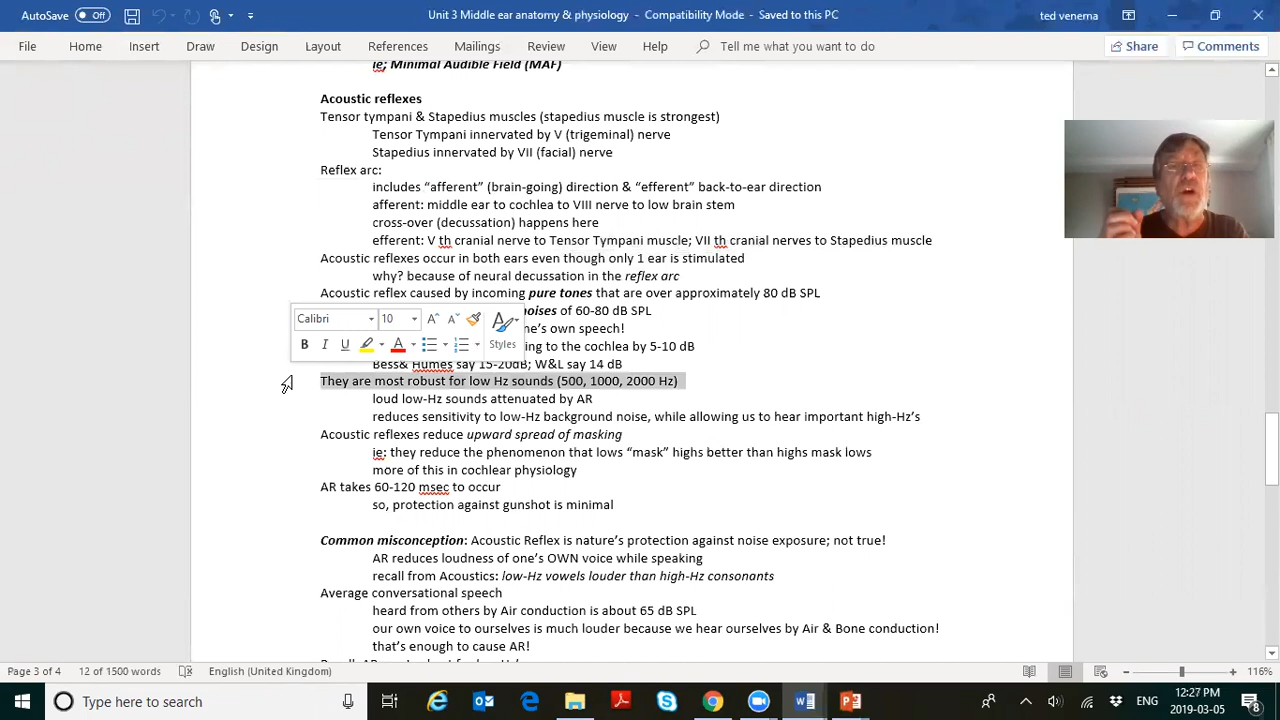 AutoSave
Off
Unit 3 Middle ear anatomy & physiology - Compatibility Mode - Saved to this PC
ted venema
File Home Insert Draw Design Layout References Mailings Review View Help Tell me what you want to do Share Comments
ie; Minimal Audible Field (MAF)
Acoustic reflexes
Tensor tympani & Stapedius muscles (stapedius muscle is strongest)
Tensor Tympani innervated by V (trigeminal) nerve
Stapedius innervated by VII (facial) nerve
Reflex arc:
includes “afferent” (brain-going) direction & “efferent” back-to-ear direction
afferent: middle ear to cochlea to VIII nerve to low brain stem
cross-over (decussation) happens here
efferent: V th cranial nerve to Tensor Tympani muscle; VII th cranial nerves to Stapedius muscle
Acoustic reflexes occur in both ears even though only 1 ear is stimulated
why? because of neural decussation in the reflex arc
Acoustic reflex caused by incoming pure tones that are over approximately 80 dB SPL
noises of 60-80 dB SPL
ne’s own speech!
ing to the cochlea by 5-10 dB
Bess& Humes say 15-20dB; W&L say 14 dB
Calibri 10
B I U A Styles
They are most robust for low Hz sounds (500, 1000, 2000 Hz)
loud low-Hz sounds attenuated by AR
reduces sensitivity to low-Hz background noise, while allowing us to hear important high-Hz’s
Acoustic reflexes reduce upward spread of masking
ie: they reduce the phenomenon that lows “mask” highs better than highs mask lows
more of this in cochlear physiology
AR takes 60-120 msec to occur
so, protection against gunshot is minimal
Common misconception: Acoustic Reflex is nature’s protection against noise exposure; not true!
AR reduces loudness of one’s OWN voice while speaking
recall from Acoustics: low-Hz vowels louder than high-Hz consonants
Average conversational speech
heard from others by Air conduction is about 65 dB SPL
our own voice to ourselves is much louder because we hear ourselves by Air & Bone conduction!
that’s enough to cause AR!
Page 3 of 4 12 of 1500 words English (United Kingdom) 116%
Type here to search
ENG
12:27 PM
2019-03-05
8